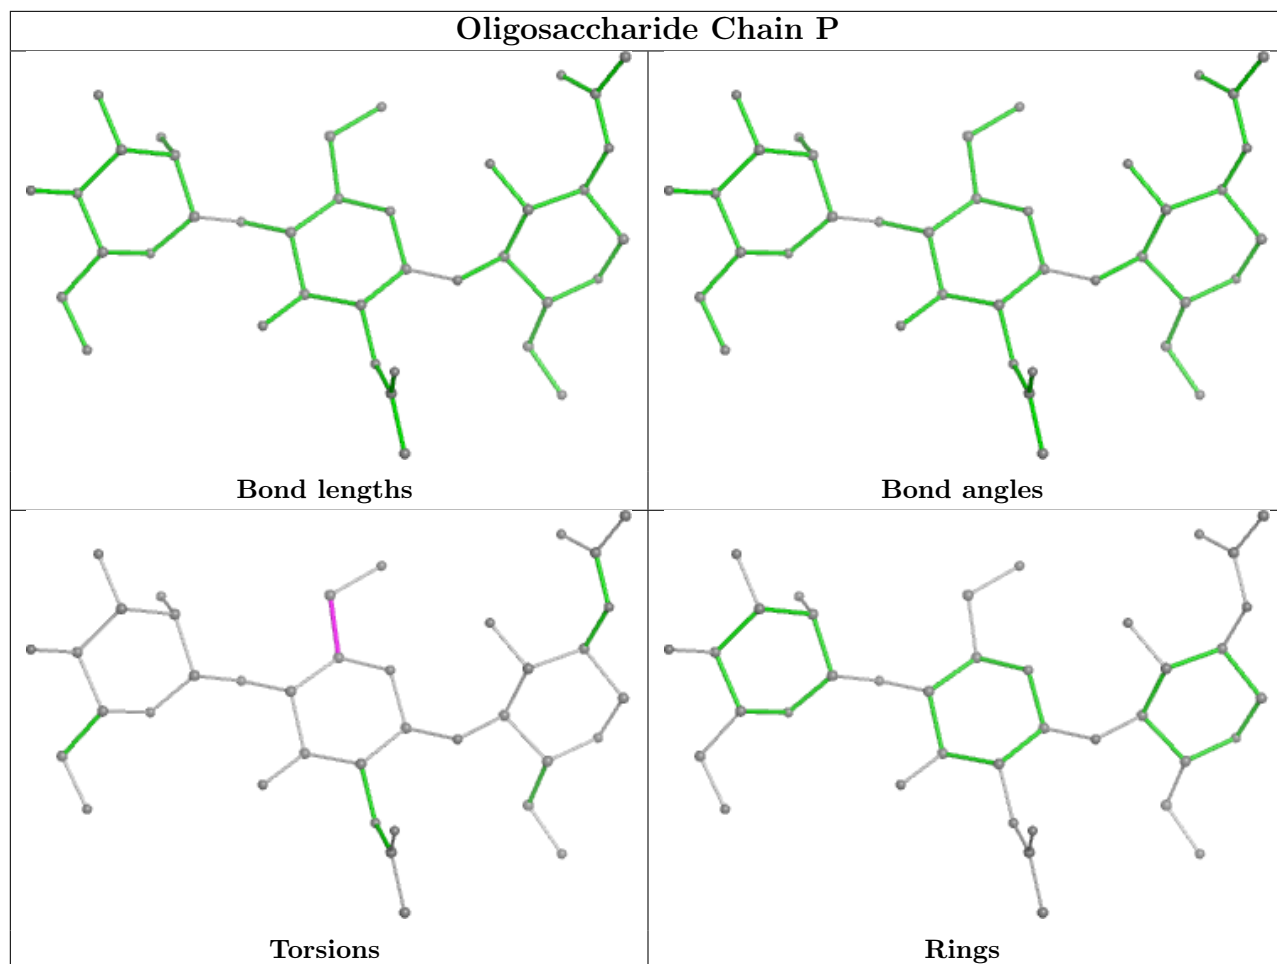 Oligosaccharide Chain P
Bond lengths
Bond angles
Torsions
Rings